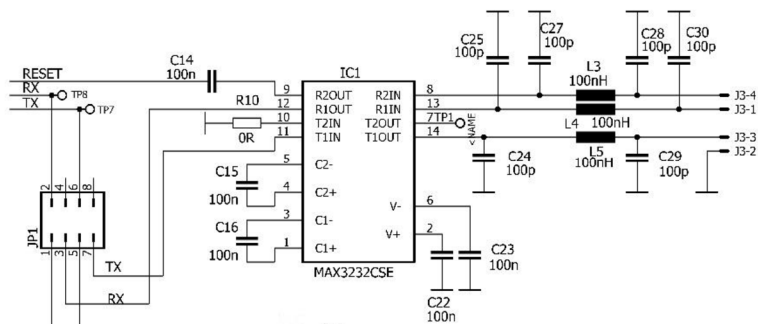 C14
100n
IC1
C25
100p
C27
100p
C28
100p
C30
100p
L3
100nH
RESET
RX
TX
TP8
TP7
R10
0R
9 R2OUT R2IN 8
12 R1OUT R1IN 13
10 T2IN T2OUT 7TP1
11 T1IN T1OUT 14
<NAME
L4
100nH
L5
100nH
J3-4
J3-1
J3-3
J3-2
C24
100p
C29
100p
C15
100n
5 C2-
4 C2+
C16
100n
3 C1-
1 C1+
V- 6
V+ 2
MAX3232CSE
C23
100n
C22
100n
2 4 6 8
JP1
1 3 5 7
TX
RX